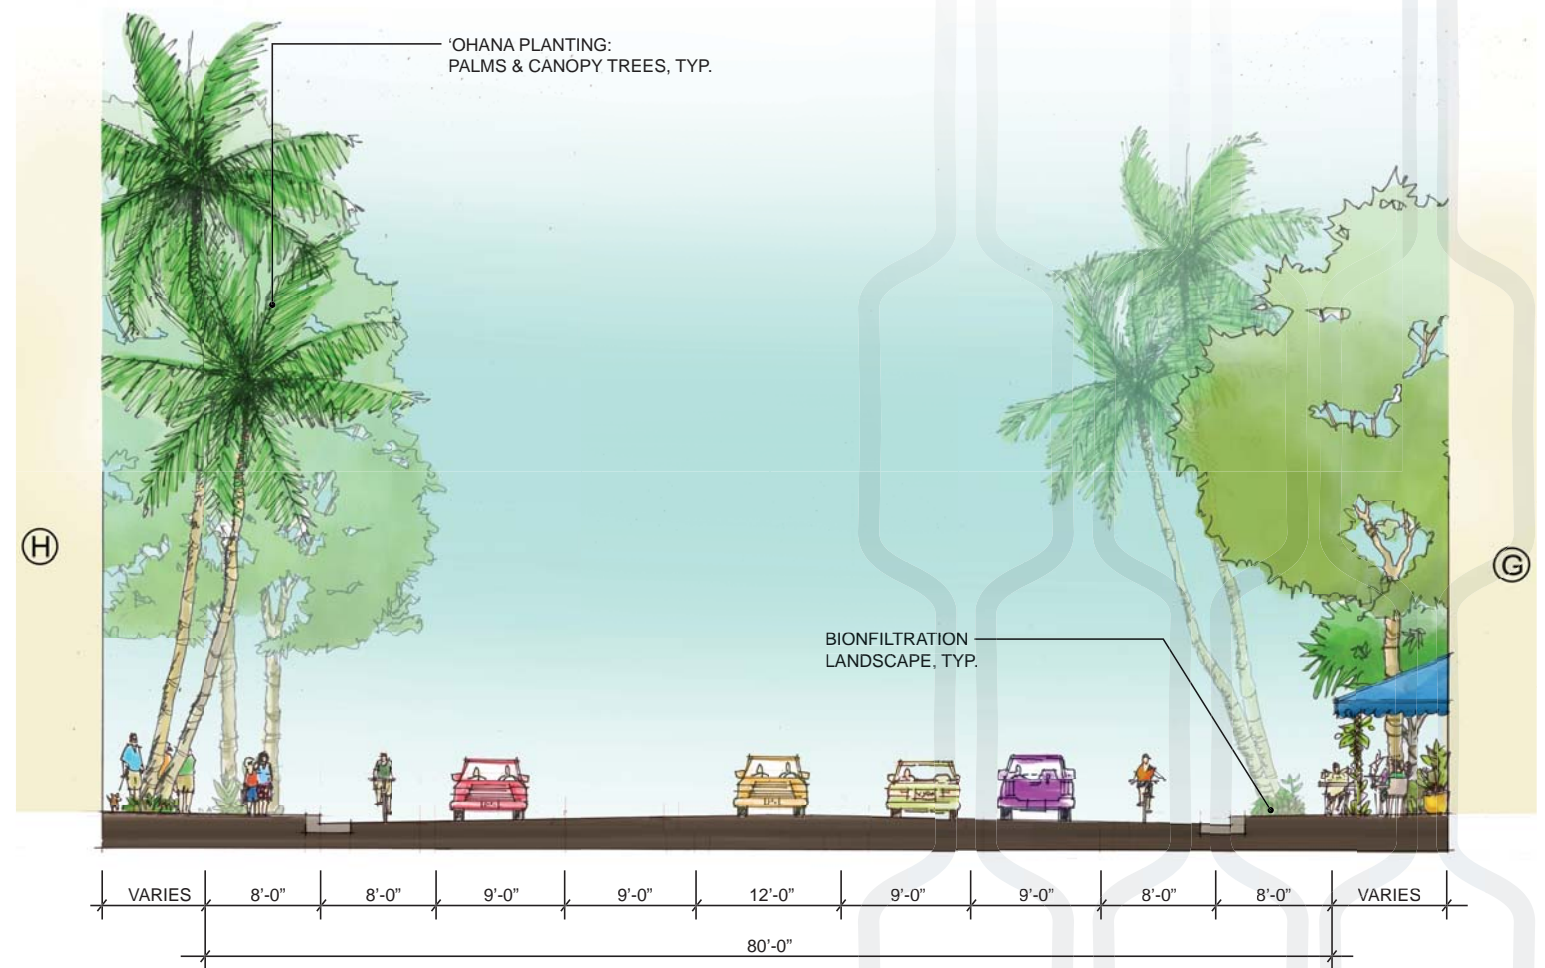 ‘OHANA PLANTING:
PALMS & CANOPY TREES, TYP.
H
G
BIONFILTRATION
LANDSCAPE, TYP.
VARIES 8’-0” 8’-0” 9’-0” 9’-0” 12’-0” 9’-0” 9’-0” 8’-0” 8’-0” VARIES
80’-0”